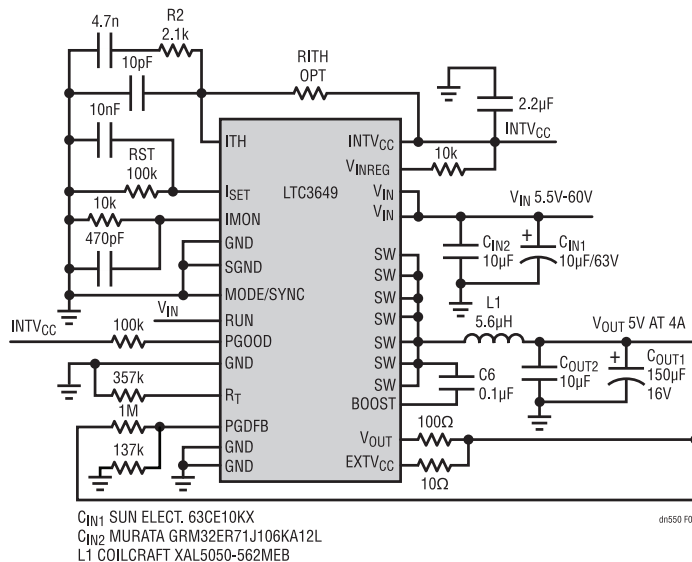 4.7n
R2
2.1k
10pF
RITH
OPT
10nF
2.2µF
INTVCC
RST
100k
10k
470pF
ITH
ISET
IMON
GND
SGND
MODE/SYNC
RUN
PGOOD
GND
RT
PGDFB
GND
GND
LTC3649
INTVCC
VINREG
VIN
VIN
SW
SW
SW
SW
SW
SW
SW
BOOST
VOUT
EXTVCC
10k
VIN 5.5V-60V
CIN2
10µF
+
CIN1
10µF/63V
L1
5.6µH
VOUT 5V AT 4A
COUT2
10µF
+
COUT1
150µF
16V
C6
0.1µF
100Ω
10Ω
VIN
INTVCC
100k
357k
1M
137k
CIN1 SUN ELECT. 63CE10KX
CIN2 MURATA GRM32ER71J106KA12L
L1 COILCRAFT XAL5050-562MEB
dn550 F0